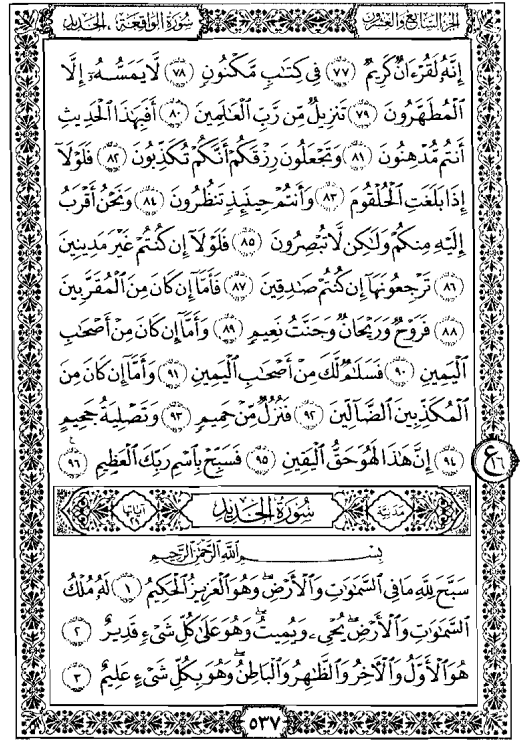 الجزء السابع والعشرون
سورة الواقعة ، الحديد
إِنَّهُۥ لَقُرْءَانٌ كَرِيمٌ ﴿٧٧﴾ فِى كِتَٰبٍ مَّكْنُونٍ ﴿٧٨﴾ لَّا يَمَسُّهُۥٓ إِلَّا
ٱلْمُطَهَّرُونَ ﴿٧٩﴾ تَنزِيلٌ مِّن رَّبِّ ٱلْعَٰلَمِينَ ﴿٨٠﴾ أَفَبِهَٰذَا ٱلْحَدِيثِ
أَنتُم مُّدْهِنُونَ ﴿٨١﴾ وَتَجْعَلُونَ رِزْقَكُمْ أَنَّكُمْ تُكَذِّبُونَ ﴿٨٢﴾ فَلَوْلَآ
إِذَا بَلَغَتِ ٱلْحُلْقُومَ ﴿٨٣﴾ وَأَنتُمْ حِينَئِذٍ تَنظُرُونَ ﴿٨٤﴾ وَنَحْنُ أَقْرَبُ
إِلَيْهِ مِنكُمْ وَلَٰكِن لَّا تُبْصِرُونَ ﴿٨٥﴾ فَلَوْلَآ إِن كُنتُمْ غَيْرَ مَدِينِينَ
﴿٨٦﴾ تَرْجِعُونَهَآ إِن كُنتُمْ صَٰدِقِينَ ﴿٨٧﴾ فَأَمَّآ إِن كَانَ مِنَ ٱلْمُقَرَّبِينَ
﴿٨٨﴾ فَرَوْحٌ وَرَيْحَانٌ وَجَنَّتُ نَعِيمٍ ﴿٨٩﴾ وَأَمَّآ إِن كَانَ مِنْ أَصْحَٰبِ
ٱلْيَمِينِ ﴿٩٠﴾ فَسَلَٰمٌ لَّكَ مِنْ أَصْحَٰبِ ٱلْيَمِينِ ﴿٩١﴾ وَأَمَّآ إِن كَانَ مِنَ
ٱلْمُكَذِّبِينَ ٱلضَّآلِّينَ ﴿٩٢﴾ فَنُزُلٌ مِّنْ حَمِيمٍ ﴿٩٣﴾ وَتَصْلِيَةُ جَحِيمٍ
﴿٩٤﴾ إِنَّ هَٰذَا لَهُوَ حَقُّ ٱلْيَقِينِ ﴿٩٥﴾ فَسَبِّحْ بِٱسْمِ رَبِّكَ ٱلْعَظِيمِ ﴿٩٦﴾
ع
مدنية
سُورَةُ الحَدِيدِ
آياتها ٢٩
بِسْمِ ٱللَّهِ ٱلرَّحْمَٰنِ ٱلرَّحِيمِ
سَبَّحَ لِلَّهِ مَا فِى ٱلسَّمَٰوَٰتِ وَٱلْأَرْضِ ۖ وَهُوَ ٱلْعَزِيزُ ٱلْحَكِيمُ ﴿١﴾ لَهُۥ مُلْكُ
ٱلسَّمَٰوَٰتِ وَٱلْأَرْضِ ۖ يُحْىِۦ وَيُمِيتُ ۖ وَهُوَ عَلَىٰ كُلِّ شَىْءٍ قَدِيرٌ ﴿٢﴾
هُوَ ٱلْأَوَّلُ وَٱلْءَاخِرُ وَٱلظَّٰهِرُ وَٱلْبَاطِنُ ۖ وَهُوَ بِكُلِّ شَىْءٍ عَلِيمٌ ﴿٣﴾
٥٣٧